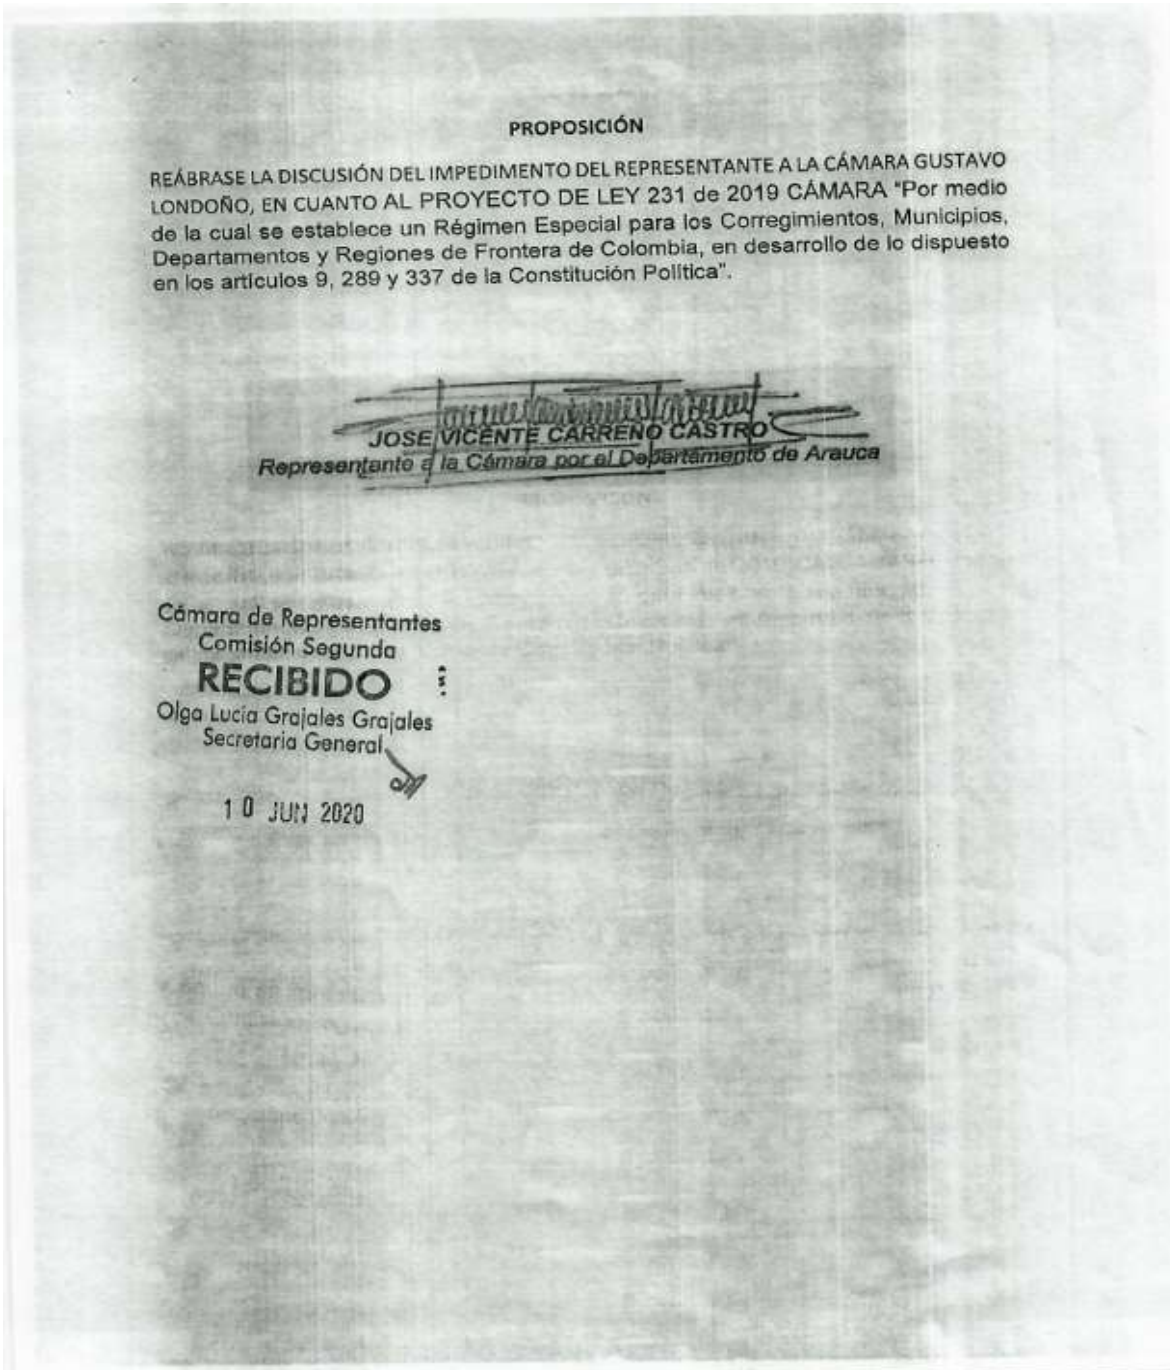 PROPOSICIÓN
REÁBRASE LA DISCUSIÓN DEL IMPEDIMENTO DEL REPRESENTANTE A LA CÁMARA GUSTAVO
LONDOÑO, EN CUANTO AL PROYECTO DE LEY 231 de 2019 CÁMARA "Por medio
de la cual se establece un Régimen Especial para los Corregimientos, Municipios,
Departamentos y Regiones de Frontera de Colombia, en desarrollo de lo dispuesto
en los artículos 9, 289 y 337 de la Constitución Política".
JOSE VICENTE CARREÑO CASTRO
Representante a la Cámara por el Departamento de Arauca
Cámara de Representantes
Comisión Segunda
RECIBIDO
Olga Lucía Grajales Grajales
Secretaria General
10 JUN 2020